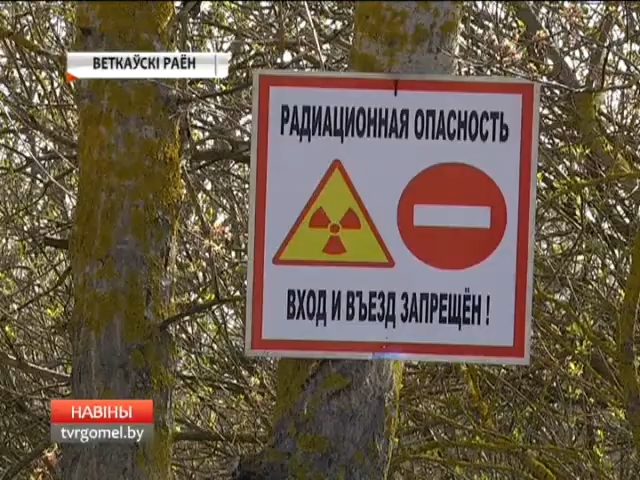 ВЕТКАЎСКІ РАЁН
РАДИАЦИОННАЯ ОПАСНОСТЬ
ВХОД И ВЪЕЗД ЗАПРЕЩЁН !
НАВІНЫ
tvrgomel.by